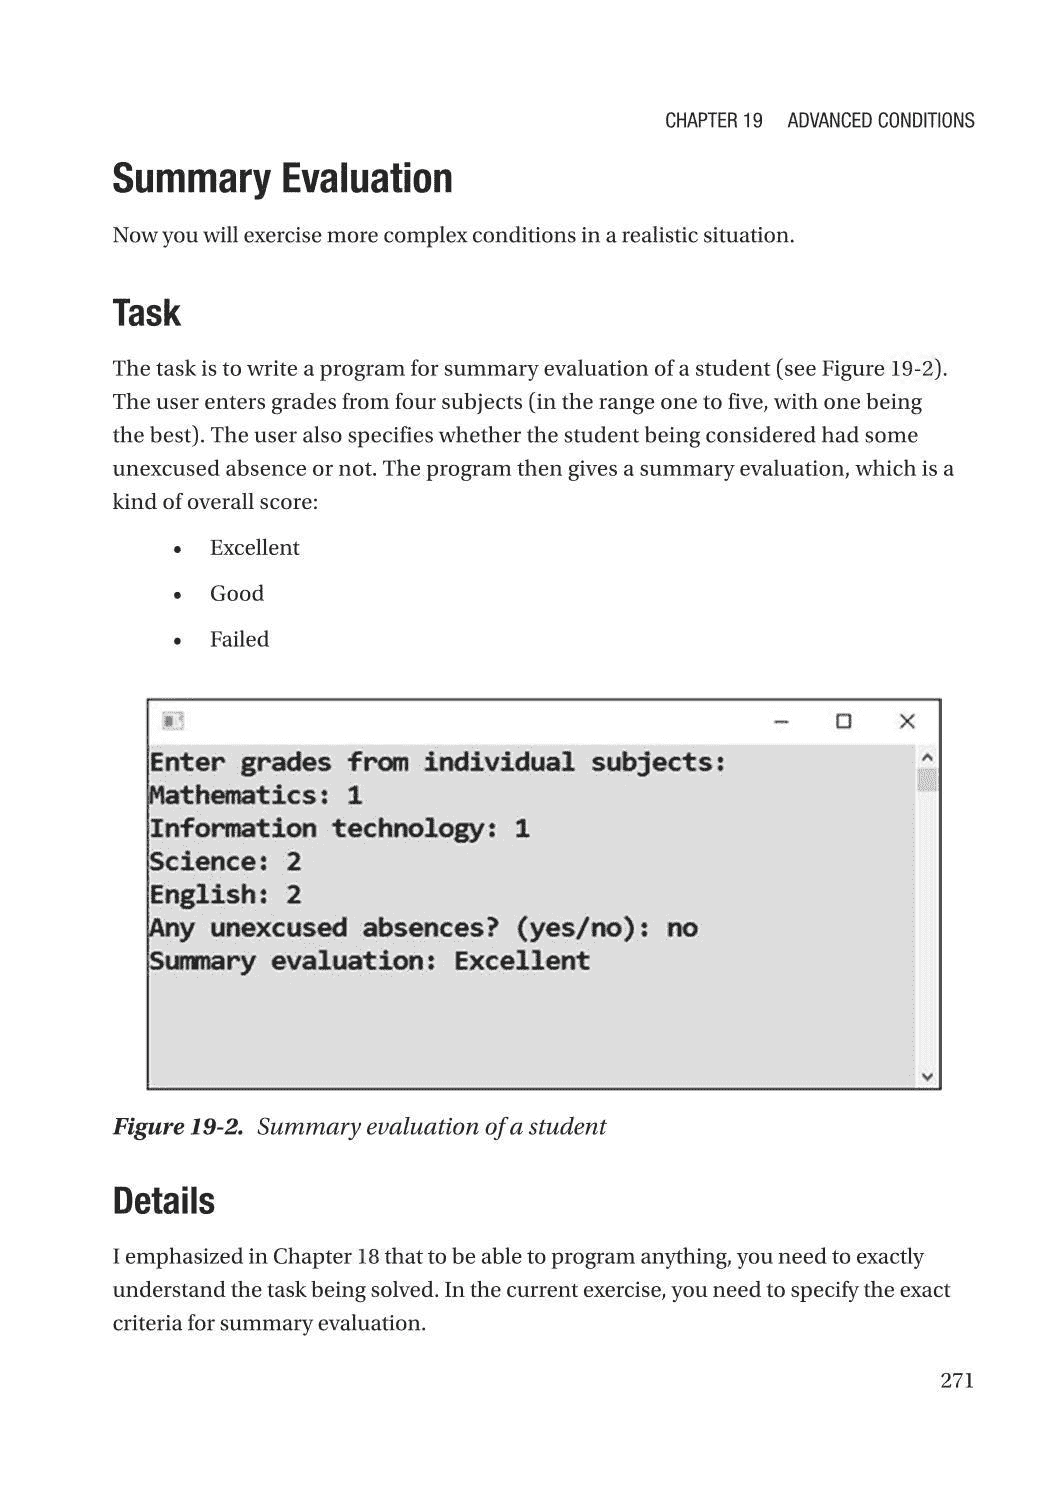 CHAPTER 19 ADVANCED CONDITIONS
Summary Evaluation
Now you will exercise more complex conditions in a realistic situation.
Task
The task is to write a program for summary evaluation of a student (see Figure 19-2).
The user enters grades from four subjects (in the range one to five, with one being
the best). The user also specifies whether the student being considered had some
unexcused absence or not. The program then gives a summary evaluation, which is a
kind of overall score:
• Excellent
• Good
• Failed
Enter grades from individual subjects:
Mathematics: 1
Information technology: 1
Science: 2
English: 2
Any unexcused absences? (yes/no): no
Summary evaluation: Excellent
Figure 19-2. Summary evaluation of a student
Details
I emphasized in Chapter 18 that to be able to program anything, you need to exactly
understand the task being solved. In the current exercise, you need to specify the exact
criteria for summary evaluation.
271